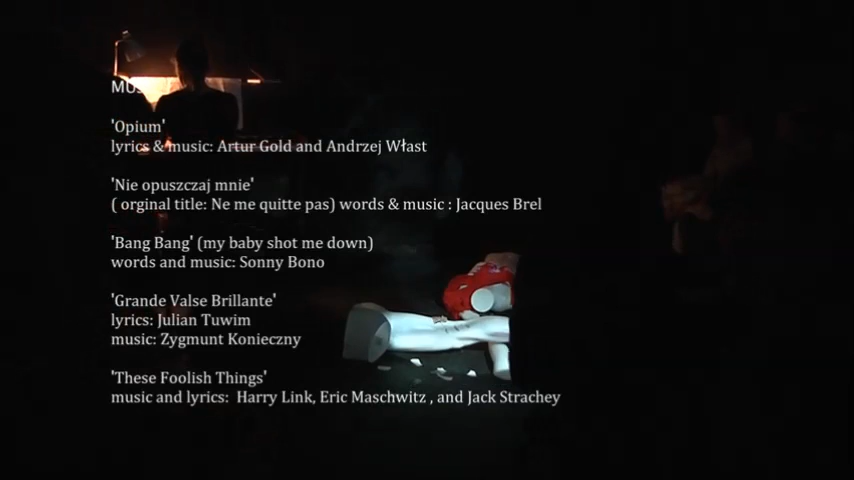 'Opium'
lyrics & music: Artur Gold and Andrzej Włast
'Nie opuszczaj mnie'
( orginal title: Ne me quitte pas) words & music : Jacques Brel
'Bang Bang' (my baby shot me down)
words and music: Sonny Bono
'Grande Valse Brillante'
lyrics: Julian Tuwim
music: Zygmunt Konieczny
'These Foolish Things'
music and lyrics:  Harry Link, Eric Maschwitz , and Jack Strachey